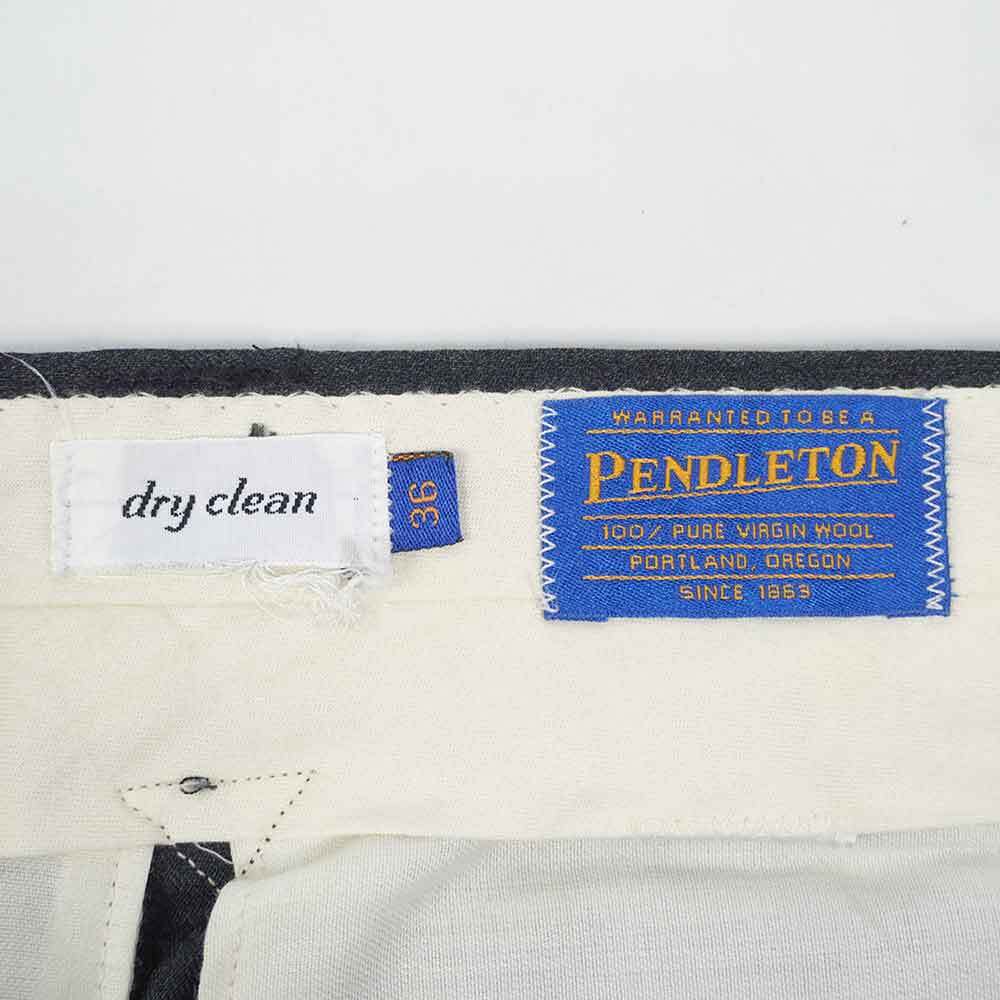 dry clean
36
WARRANTED TO BE A
PENDLETON
100% PURE VIRGIN WOOL
PORTLAND, OREGON
SINCE 1863